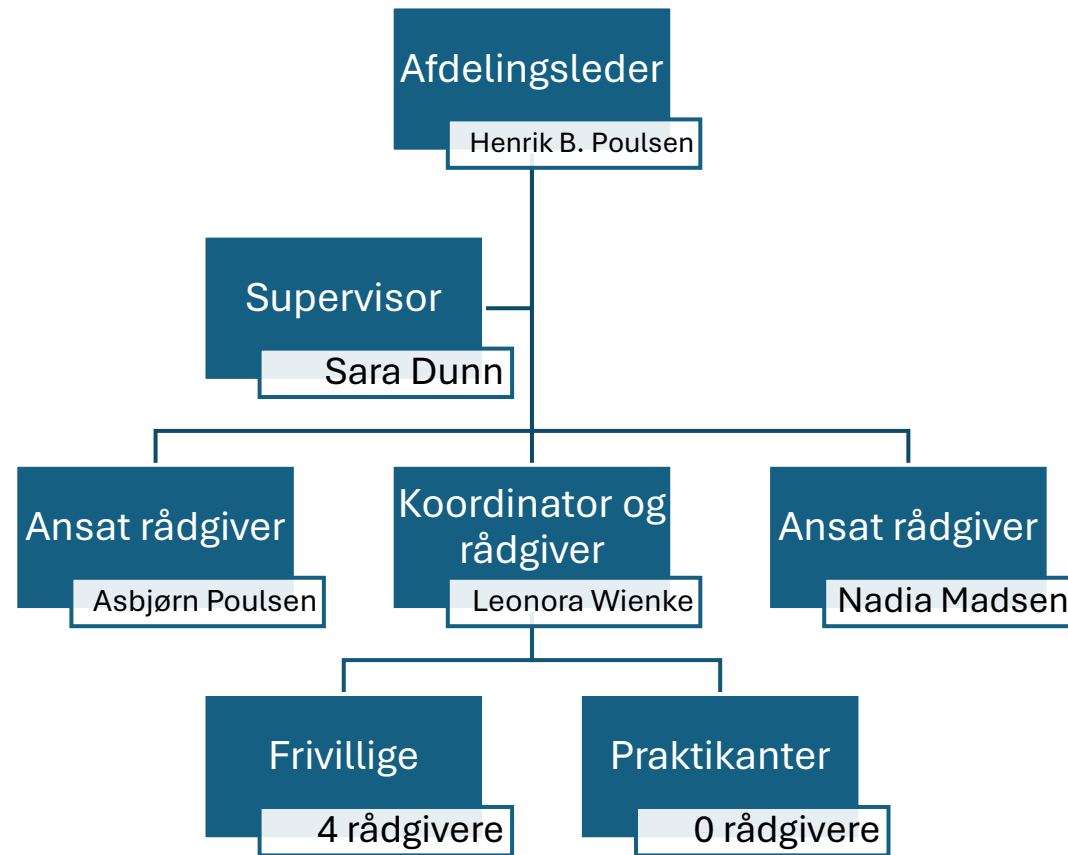 Afdelingsleder
Henrik B. Poulsen
Supervisor
Sara Dunn
Ansat rådgiver
Asbjørn Poulsen
Koordinator og
rådgiver
Leonora Wienke
Ansat rådgiver
Nadia Madsen
Frivillige
4 rådgivere
Praktikanter
0 rådgivere